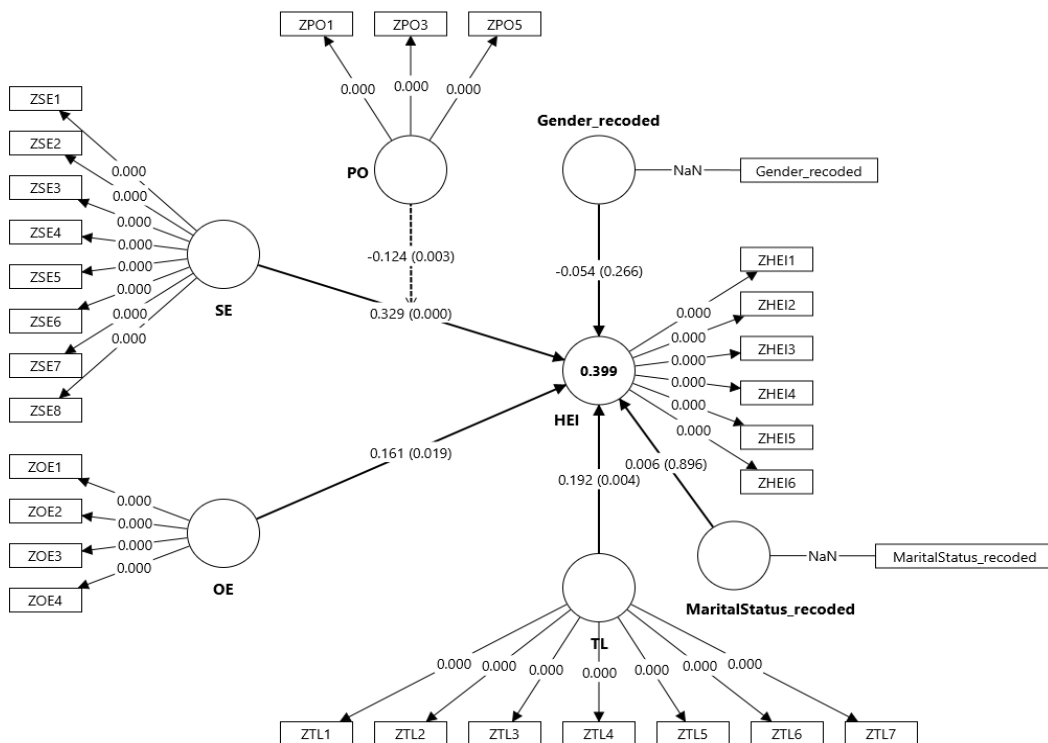 ZPO1 ZPO3 ZPO5
0.000 0.000 0.000
PO
-0.124 (0.003)
Gender_recoded
NaN
Gender_recoded
-0.054 (0.266)
ZSE1
ZSE2
ZSE3
ZSE4
ZSE5
ZSE6
ZSE7
ZSE8
0.000
0.000
0.000
0.000
0.000
0.000
0.000
0.000
SE
0.329 (0.000)
0.399
HEI
0.000
0.000
0.000
0.000
0.000
0.000
ZHEI1
ZHEI2
ZHEI3
ZHEI4
ZHEI5
ZHEI6
ZOE1
ZOE2
ZOE3
ZOE4
0.000
0.000
0.000
0.000
OE
0.161 (0.019)
0.192 (0.004)
0.006 (0.896)
NaN
MaritalStatus_recoded
MaritalStatus_recoded
TL
0.000 0.000 0.000 0.000 0.000 0.000 0.000
ZTL1 ZTL2 ZTL3 ZTL4 ZTL5 ZTL6 ZTL7